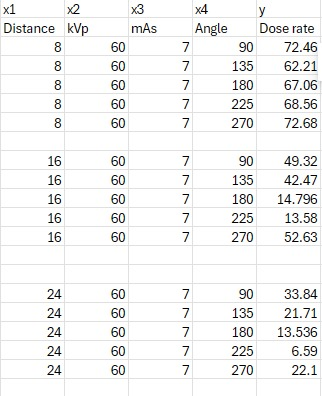 x1 x2 x3 x4 y
Distance kVp mAs Angle Dose rate
8 60 7 90 72.46
8 60 7 135 62.21
8 60 7 180 67.06
8 60 7 225 68.56
8 60 7 270 72.68
16 60 7 90 49.32
16 60 7 135 42.47
16 60 7 180 14.796
16 60 7 225 13.58
16 60 7 270 52.63
24 60 7 90 33.84
24 60 7 135 21.71
24 60 7 180 13.536
24 60 7 225 6.59
24 60 7 270 22.1